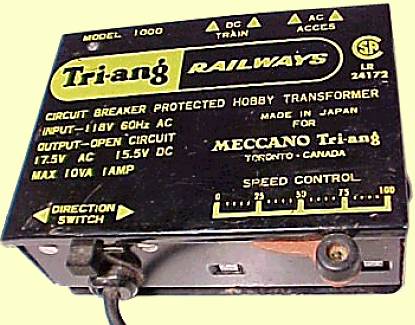 MODEL 1000
DC TRAIN
AC ACCES
Tri-ang RAILWAYS
SA
LR 24172
CIRCUIT BREAKER PROTECTED HOBBY TRANSFORMER
INPUT-118V 60Hz AC
OUTPUT-OPEN CIRCUIT
17.5V AC 15.5V DC
MAX 10VA 1AMP
MADE IN JAPAN
FOR
MECCANO Tri-ang
TORONTO - CANADA
SPEED CONTROL
0 25 50 75 100
DIRECTION
SWITCH